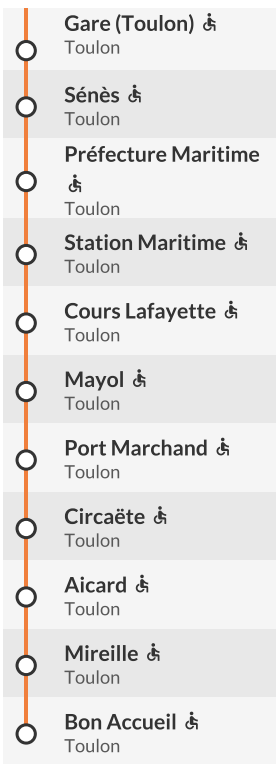 Gare (Toulon)
Toulon
Sénès
Toulon
Préfecture Maritime
Toulon
Station Maritime
Toulon
Cours Lafayette
Toulon
Mayol
Toulon
Port Marchand
Toulon
Circaëte
Toulon
Aicard
Toulon
Mireille
Toulon
Bon Accueil
Toulon